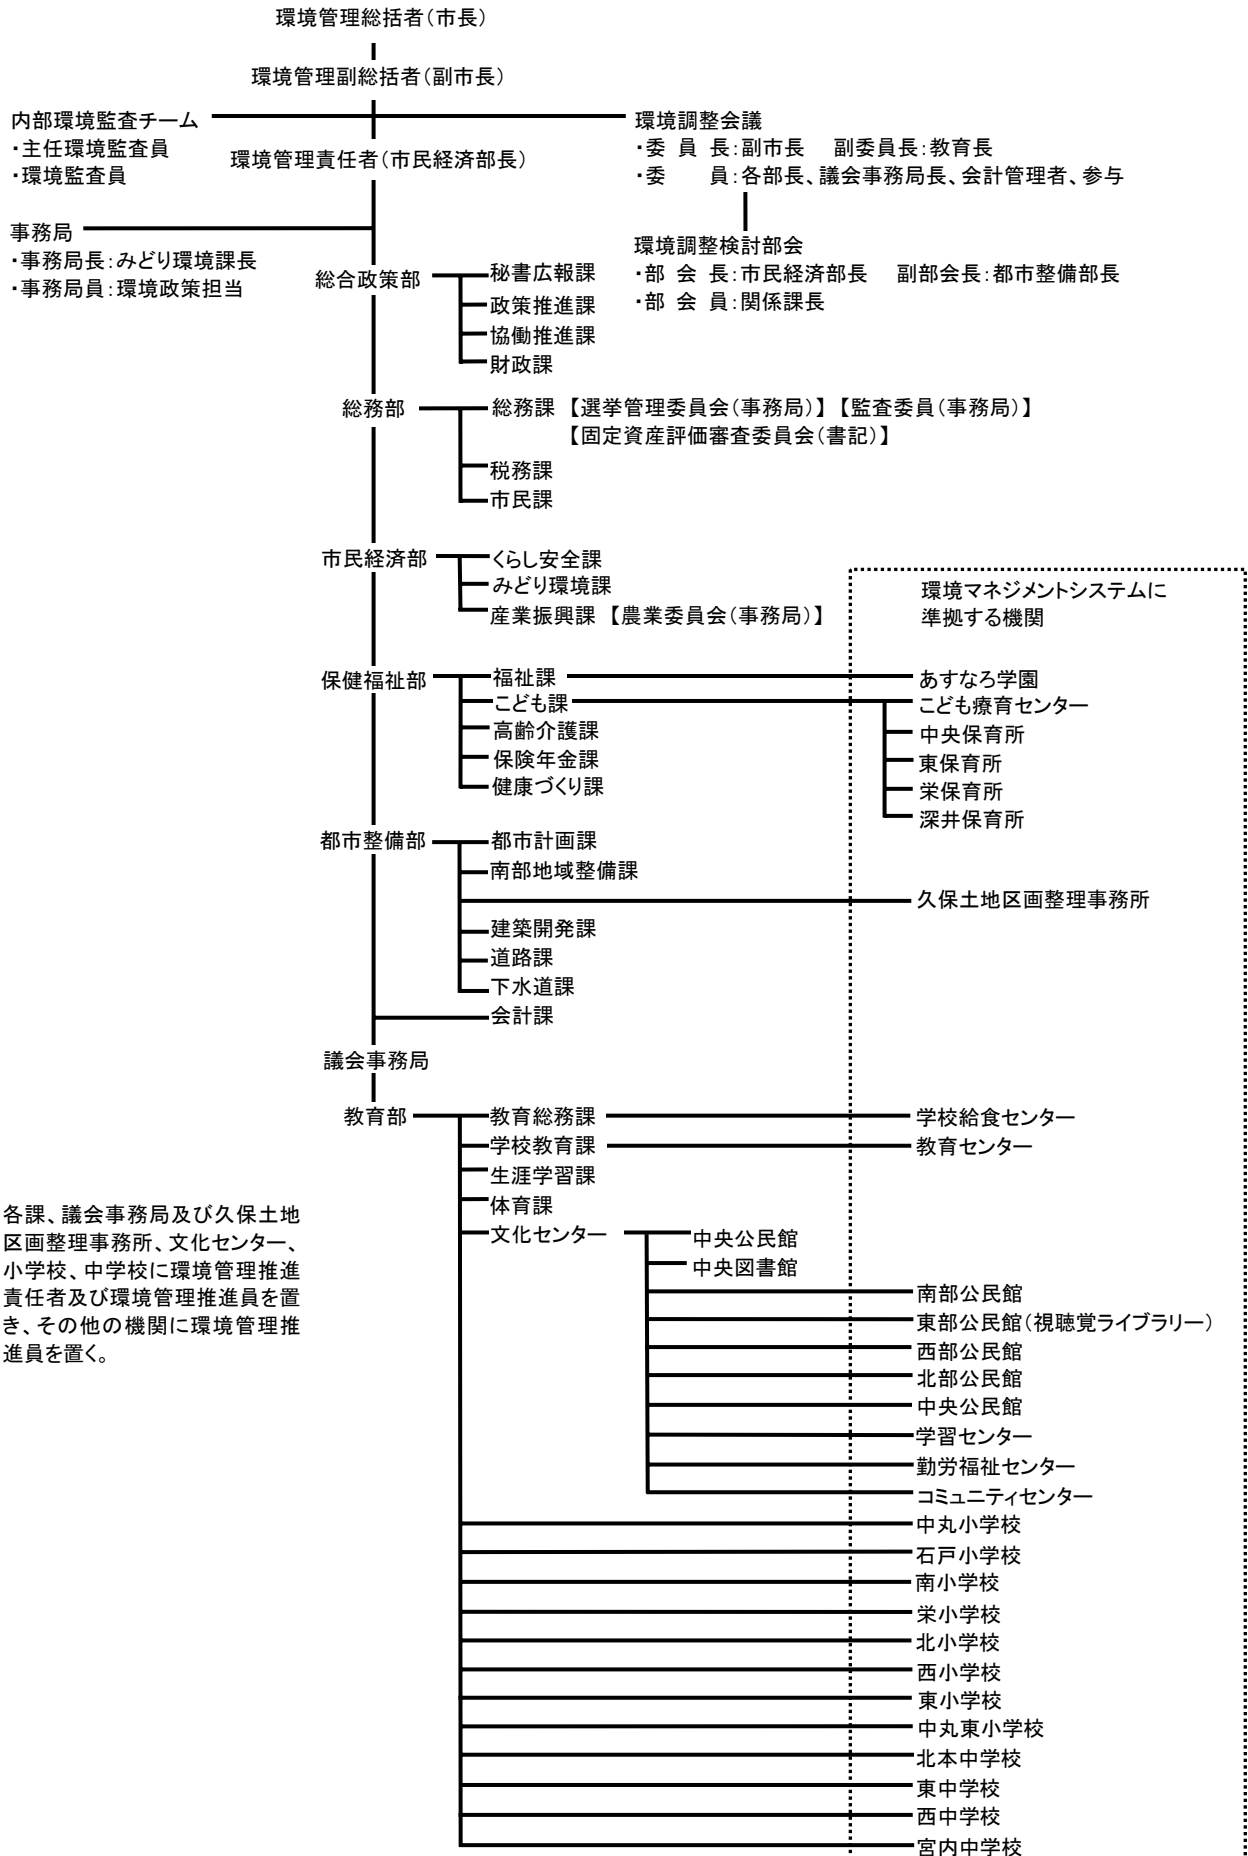 環境管理総括者(市長)
環境管理副総括者(副市長)
内部環境監査チーム
・主任環境監査員
・環境監査員
環境管理責任者(市民経済部長)
環境調整会議
・委 員 長:副市長 副委員長:教育長
・委 員:各部長、議会事務局長、会計管理者、参与
事務局
・事務局長:みどり環境課長
・事務局員:環境政策担当
環境調整検討部会
・部 会 長:市民経済部長 副部会長:都市整備部長
・部 会 員:関係課長
総合政策部
秘書広報課
政策推進課
協働推進課
財政課
総務部
総務課【選挙管理委員会(事務局)】【監査委員(事務局)】
【固定資産評価審査委員会(書記)】
税務課
市民課
市民経済部
くらし安全課
みどり環境課
産業振興課【農業委員会(事務局)】
環境マネジメントシステムに
準拠する機関
保健福祉部
福祉課
あすなろ学園
こども課
こども療育センター
高齢介護課
中央保育所
保険年金課
東保育所
健康づくり課
栄保育所
深井保育所
都市整備部
都市計画課
南部地域整備課
久保土地区画整理事務所
建築開発課
道路課
下水道課
会計課
議会事務局
教育部
教育総務課
学校給食センター
学校教育課
教育センター
生涯学習課
体育課
文化センター
中央公民館
中央図書館
南部公民館
東部公民館(視聴覚ライブラリー)
西部公民館
北部公民館
中央公民館
学習センター
勤労福祉センター
コミュニティセンター
中丸小学校
石戸小学校
南小学校
栄小学校
北小学校
西小学校
東小学校
中丸東小学校
北本中学校
東中学校
西中学校
宮内中学校
各課、議会事務局及び久保土地
区画整理事務所、文化センター、
小学校、中学校に環境管理推進
責任者及び環境管理推進員を置
き、その他の機関に環境管理推
進員を置く。